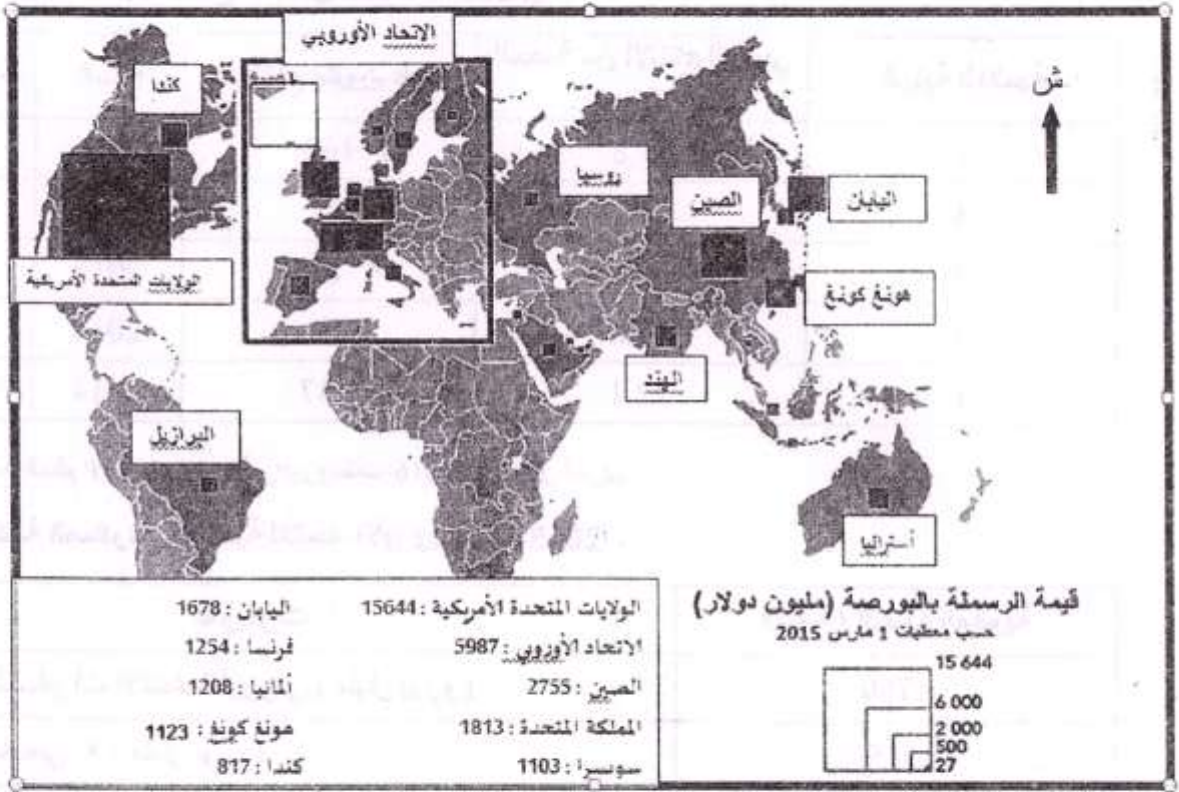 الاتحاد الأوروبي
كندا
ش
روسيا
الصين
اليابان
الولايات المتحدة الأمريكية
هونغ كونغ
الهند
البرازيل
أستراليا
قيمة الرسملة بالبورصة (مليون دولار)
حسب معطيات 1 مارس 2015
15 644
6 000
2 000
500
27
الولايات المتحدة الأمريكية : 15644
اليابان : 1678
الاتحاد الأوروبي : 5987
فرنسا : 1254
الصين : 2755
ألمانيا : 1208
المملكة المتحدة : 1813
هونغ كونغ : 1123
سويسرا : 1103
كندا : 817